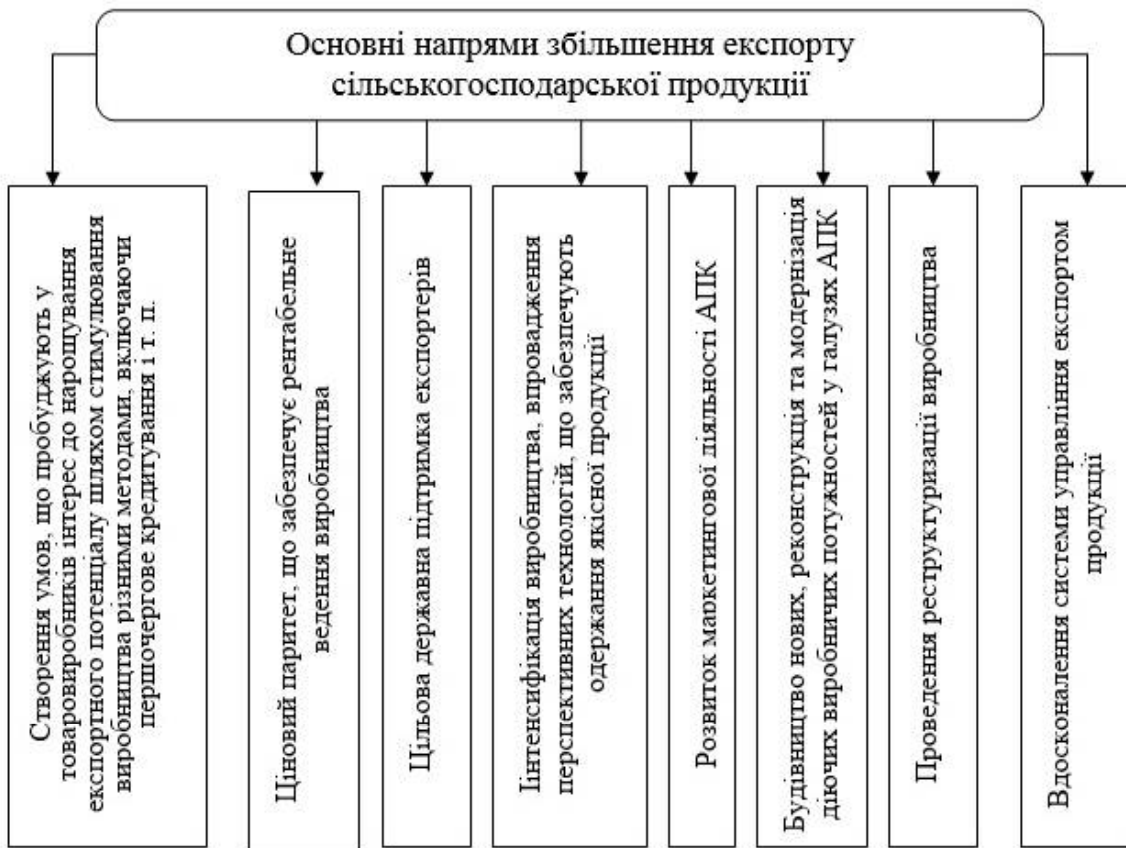 Основні напрями збільшення експорту
сільськогосподарської продукції
Створення умов, що пробуджують у
товаровиробників інтерес до нарощування
експортного потенціалу шляхом стимулювання
виробництва різними методами, включаючи
першочергове кредитування і т. п.
Ціновий паритет, що забезпечує рентабельне
ведення виробництва
Цільова державна підтримка експортерів
Іінтенсифікація виробництва, впровадження
перспективних технологій, що забезпечують
одержання якісної продукції
Розвиток маркетингової діяльності АПК
Будівництво нових, реконструкція та модернізація
діючих виробничих потужностей у галузях АПК
Проведення реструктуризації виробництва
Вдосконалення системи управління експортом
продукції